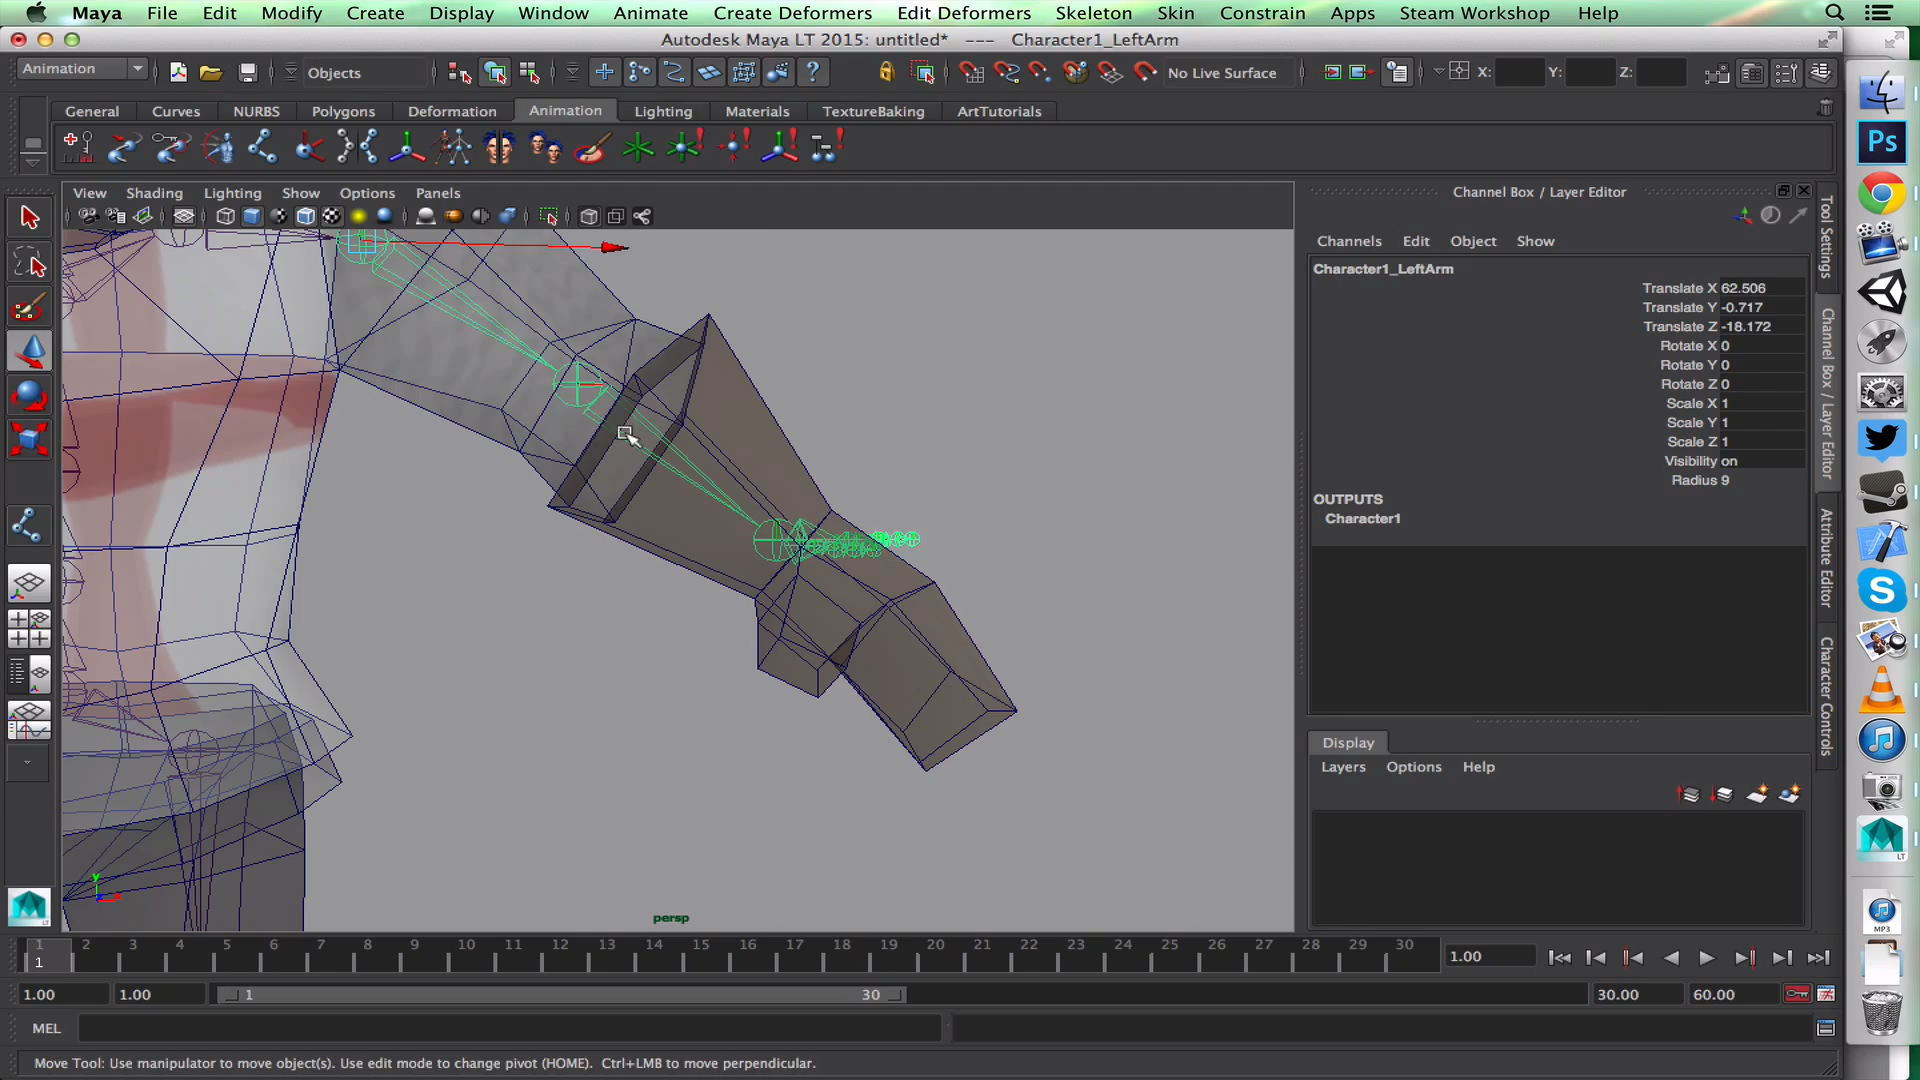 Maya File Edit Modify Create Display Window Animate Create Deformers Edit Deformers Skeleton Skin Constrain Apps Steam Workshop Help
Autodesk Maya LT 2015: untitled* --- Character1_LeftArm
Animation Objects No Live Surface X: Y: Z:
General Curves NURBS Polygons Deformation Animation Lighting Materials TextureBaking ArtTutorials
View Shading Lighting Show Options Panels
Channel Box / Layer Editor
Channels Edit Object Show
Character1_LeftArm
Translate X 62.506
Translate Y -0.717
Translate Z -18.172
Rotate X 0
Rotate Y 0
Rotate Z 0
Scale X 1
Scale Y 1
Scale Z 1
Visibility on
Radius 9
OUTPUTS
Character1
Tool Settings
Channel Box / Layer Editor
Attribute Editor
Character Controls
Display
Layers Options Help
y
persp
Ps
LT
MP3
LT
1 2 3 4 5 6 7 8 9 10 11 12 13 14 15 16 17 18 19 20 21 22 23 24 25 26 27 28 29 30
1
1.00
1.00 1.00 1 30 30.00 60.00
MEL
Move Tool: Use manipulator to move object(s). Use edit mode to change pivot (HOME). Ctrl+LMB to move perpendicular.